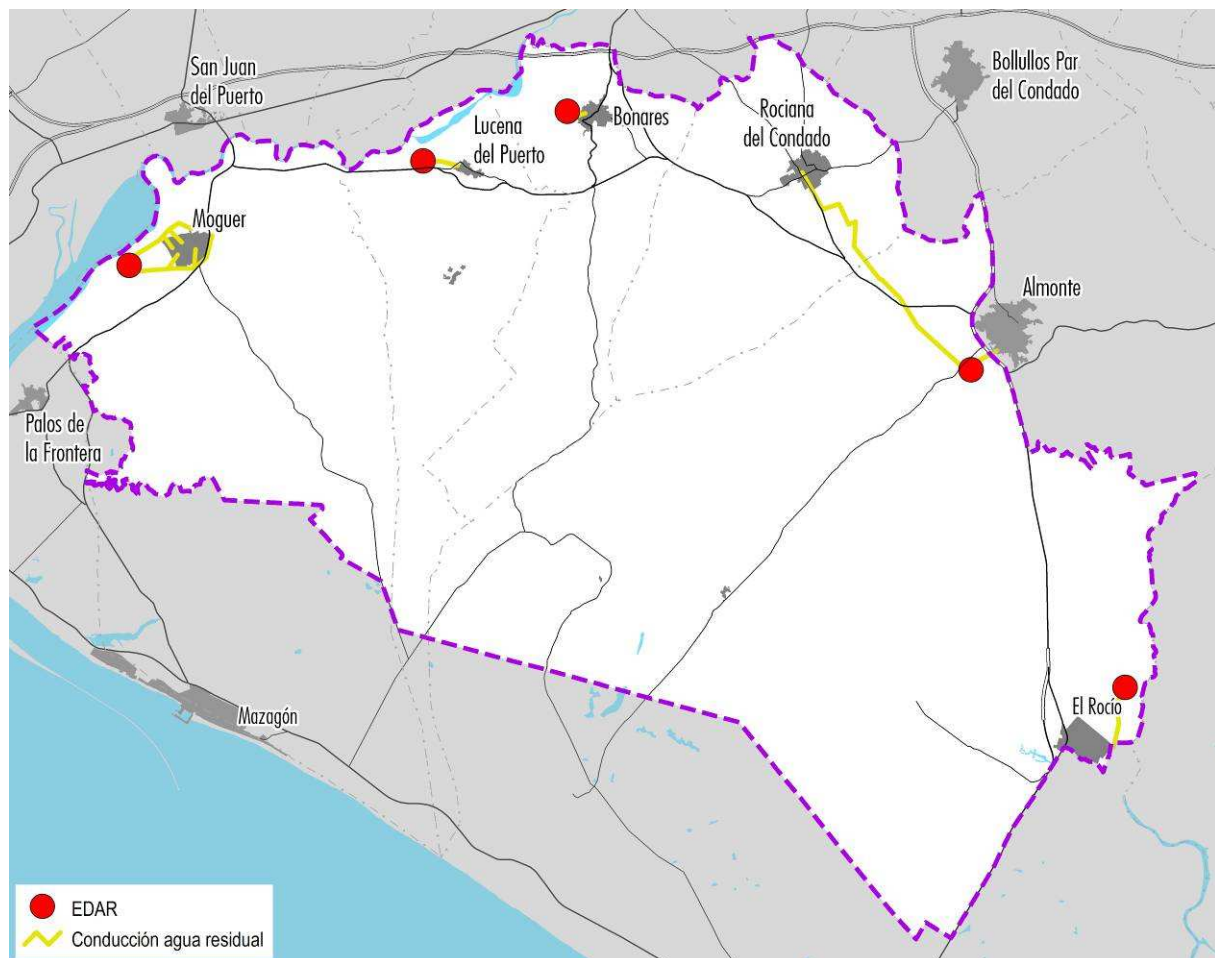 San Juan
del Puerto
Bollullos Par
del Condado
Rociana
del Condado
Bonares
Lucena
del Puerto
Moguer
Almonte
Palos de
la Frontera
El Rocío
Mazagón
EDAR
Conducción agua residual